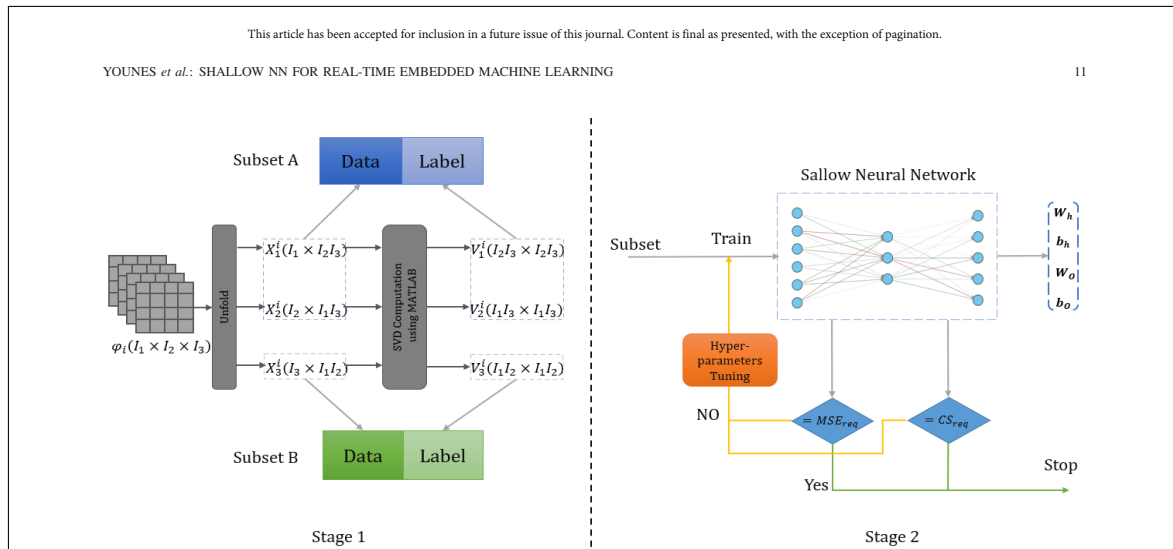 This article has been accepted for inclusion in a future issue of this journal. Content is final as presented, with the exception of pagination.
YOUNES et al.: SHALLOW NN FOR REAL-TIME EMBEDDED MACHINE LEARNING 11
Subset A
Data
Label
Unfold
φ_i(I_1 × I_2 × I_3)
X_1^i(I_1 × I_2I_3)
X_2^i(I_2 × I_1I_3)
X_3^i(I_3 × I_1I_2)
SVD Computation
using MATLAB
V_1^i(I_2I_3 × I_2I_3)
V_2^i(I_1I_3 × I_1I_3)
V_3^i(I_1I_2 × I_1I_2)
Subset B
Data
Label
Stage 1
Sallow Neural Network
Subset
Train
W_h
b_h
W_O
b_O
Hyper-
parameters
Tuning
NO
= MSE_req
= CS_req
Yes
Stop
Stage 2